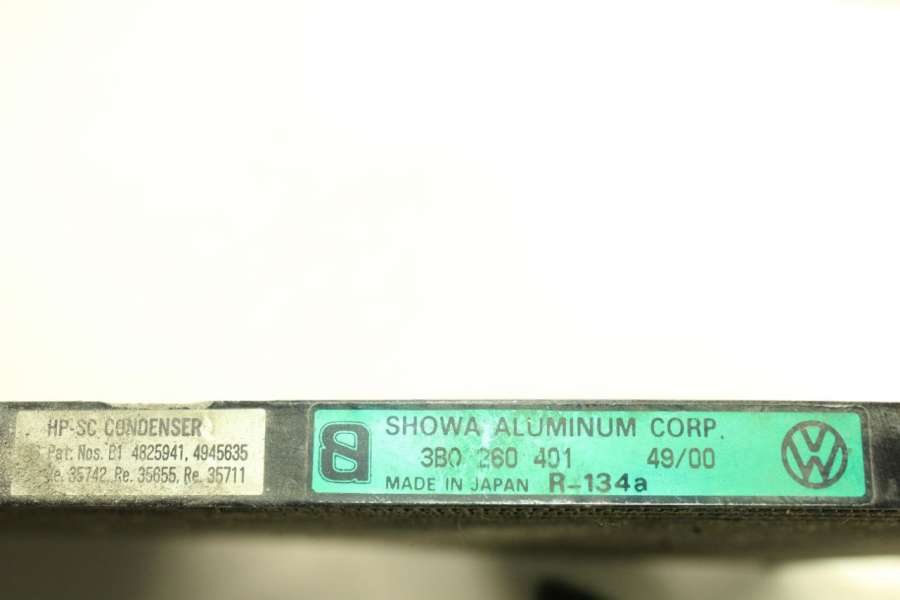 HP-SC CONDENSER
Pat. Nos. B1 4825941, 4945635
Re. 35742, Re. 35655, Re. 35711
SHOWA ALUMINUM CORP.
3B0 260 401 49/00
MADE IN JAPAN R-134a
VW